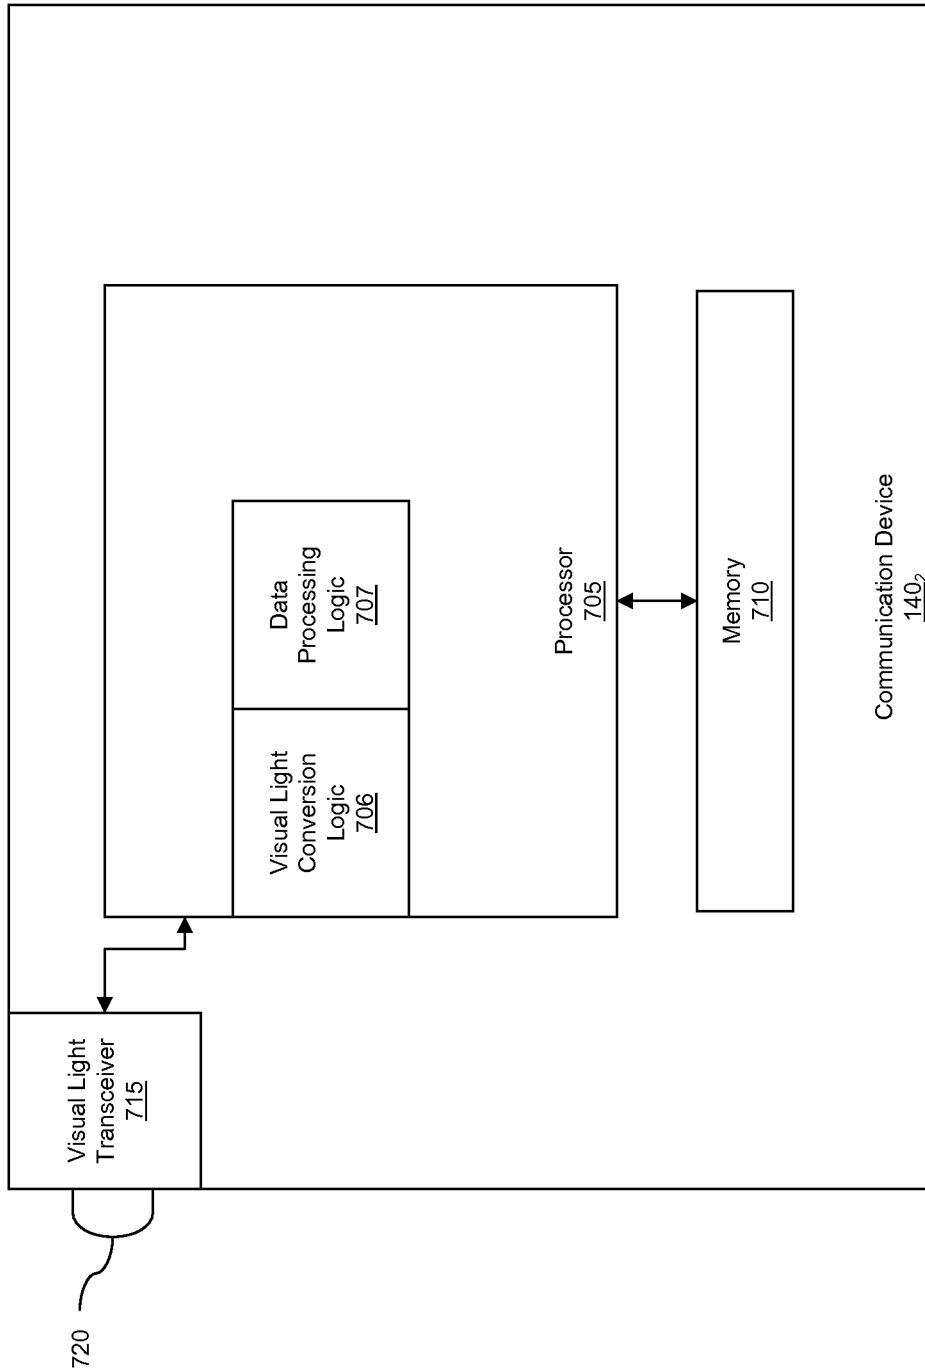 720
Visual Light
Transceiver
715
Visual Light
Conversion
Logic
706
Data
Processing
Logic
707
Processor
705
Memory
710
Communication Device
140₂